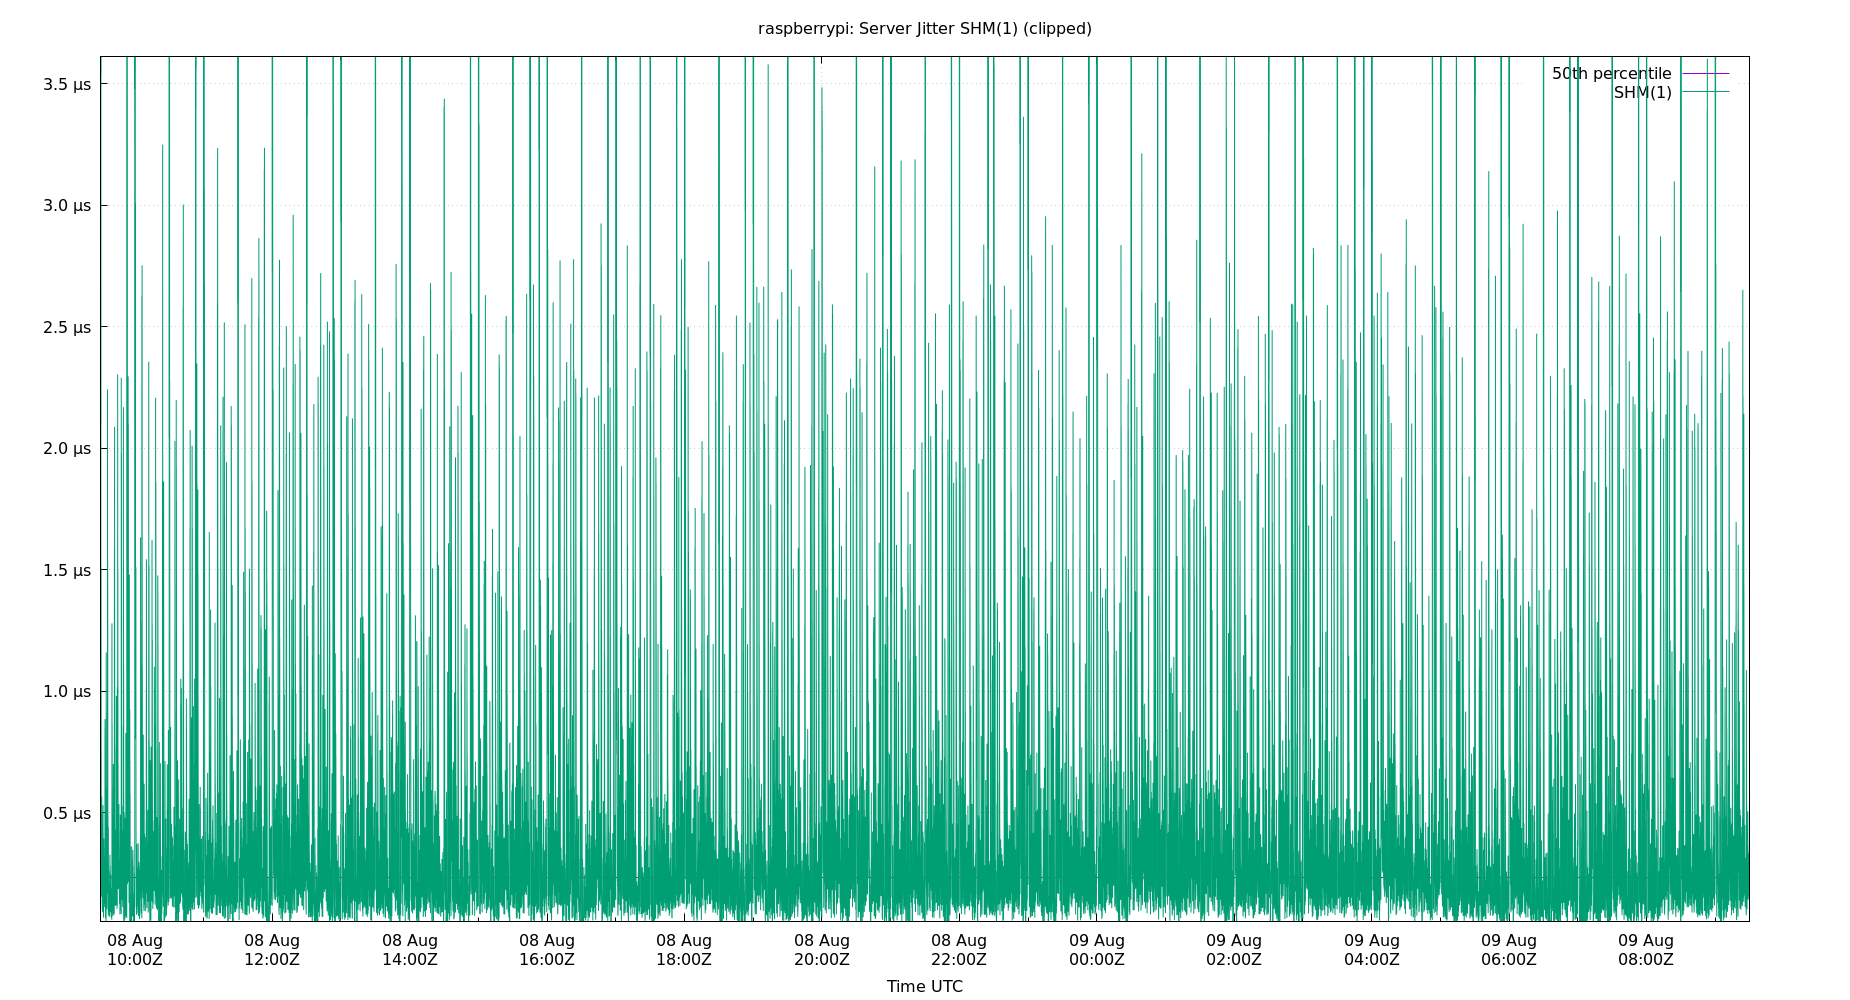 raspberrypi: Server Jitter SHM(1) (clipped)
50th percentile
SHM(1)
3.5 µs
3.0 µs
2.5 µs
2.0 µs
1.5 µs
1.0 µs
0.5 µs
08 Aug 08 Aug 08 Aug 08 Aug 08 Aug 08 Aug 08 Aug 09 Aug 09 Aug 09 Aug 09 Aug 09 Aug
10:00Z 12:00Z 14:00Z 16:00Z 18:00Z 20:00Z 22:00Z 00:00Z 02:00Z 04:00Z 06:00Z 08:00Z
Time UTC